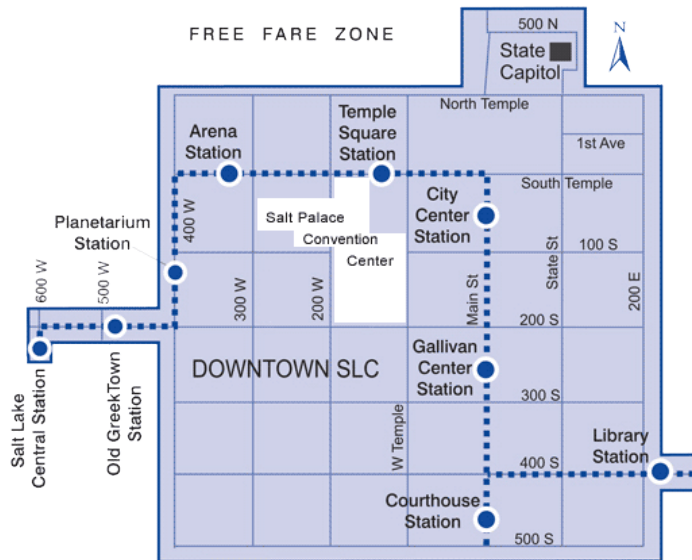 FREE FARE ZONE
500 N
N
State
Capitol
North Temple
Arena
Station
Temple
Square
Station
1st Ave
South Temple
City
Center
Station
Salt Palace
Convention
Center
Planetarium
Station
400 W
100 S
State St
Main St
200 E
600 W
500 W
300 W
200 W
200 S
DOWNTOWN SLC
Gallivan
Center
Station
300 S
Salt Lake
Central Station
Old GreekTown
Station
W Temple
Library
Station
400 S
Courthouse
Station
500 S